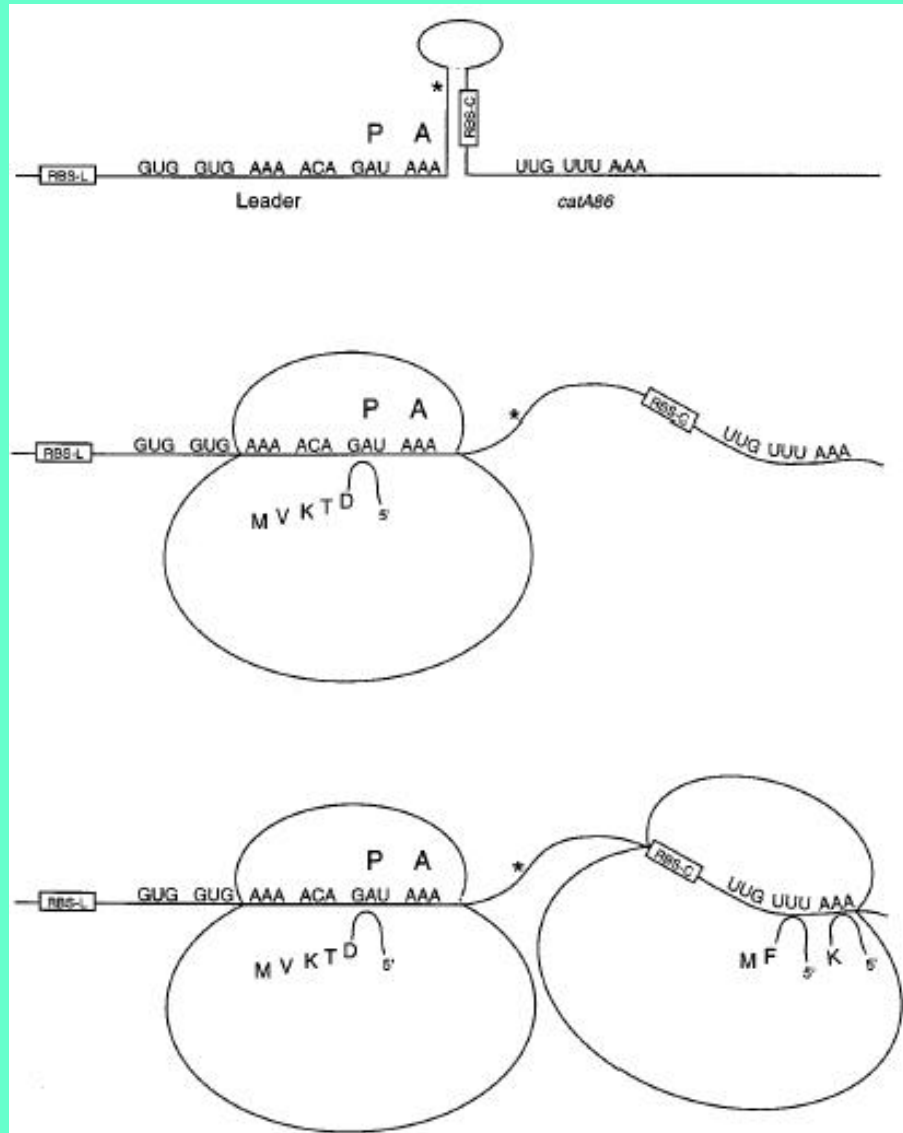 *
P A
RBS-L GUG GUG AAA ACA GAU AAA RBS-C UUG UUU AAA
Leader catA86
P A
*
RBS-L GUG GUG AAA ACA GAU AAA RBS-C UUG UUU AAA
M V K T D 5'
P A
*
RBS-L GUG GUG AAA ACA GAU AAA RBS-C UUG UUU AAA
M V K T D 5' M F 5' K 5'